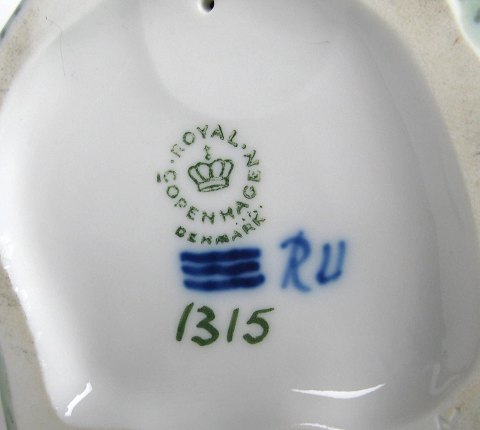 ROYAL
COPENHAGEN
DENMARK
RU
1315